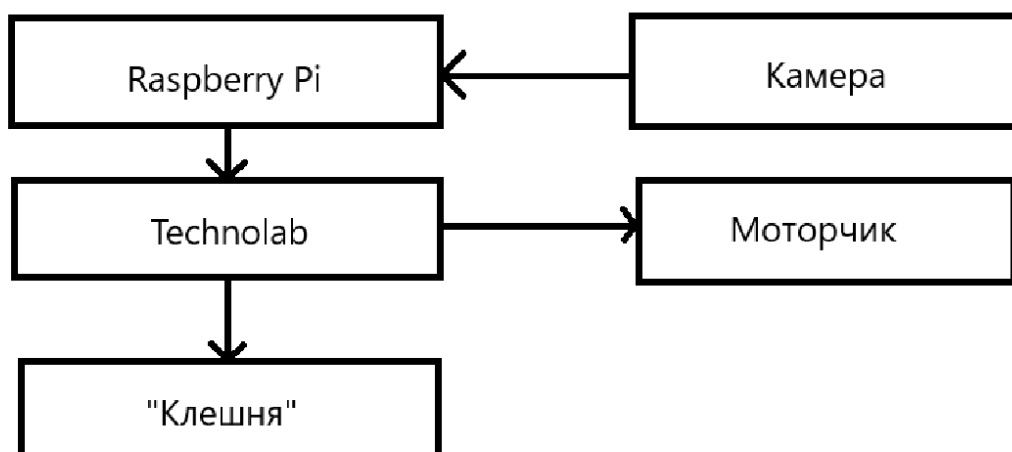 Raspberry Pi
Камера
Technolab
Моторчик
"Клешня"